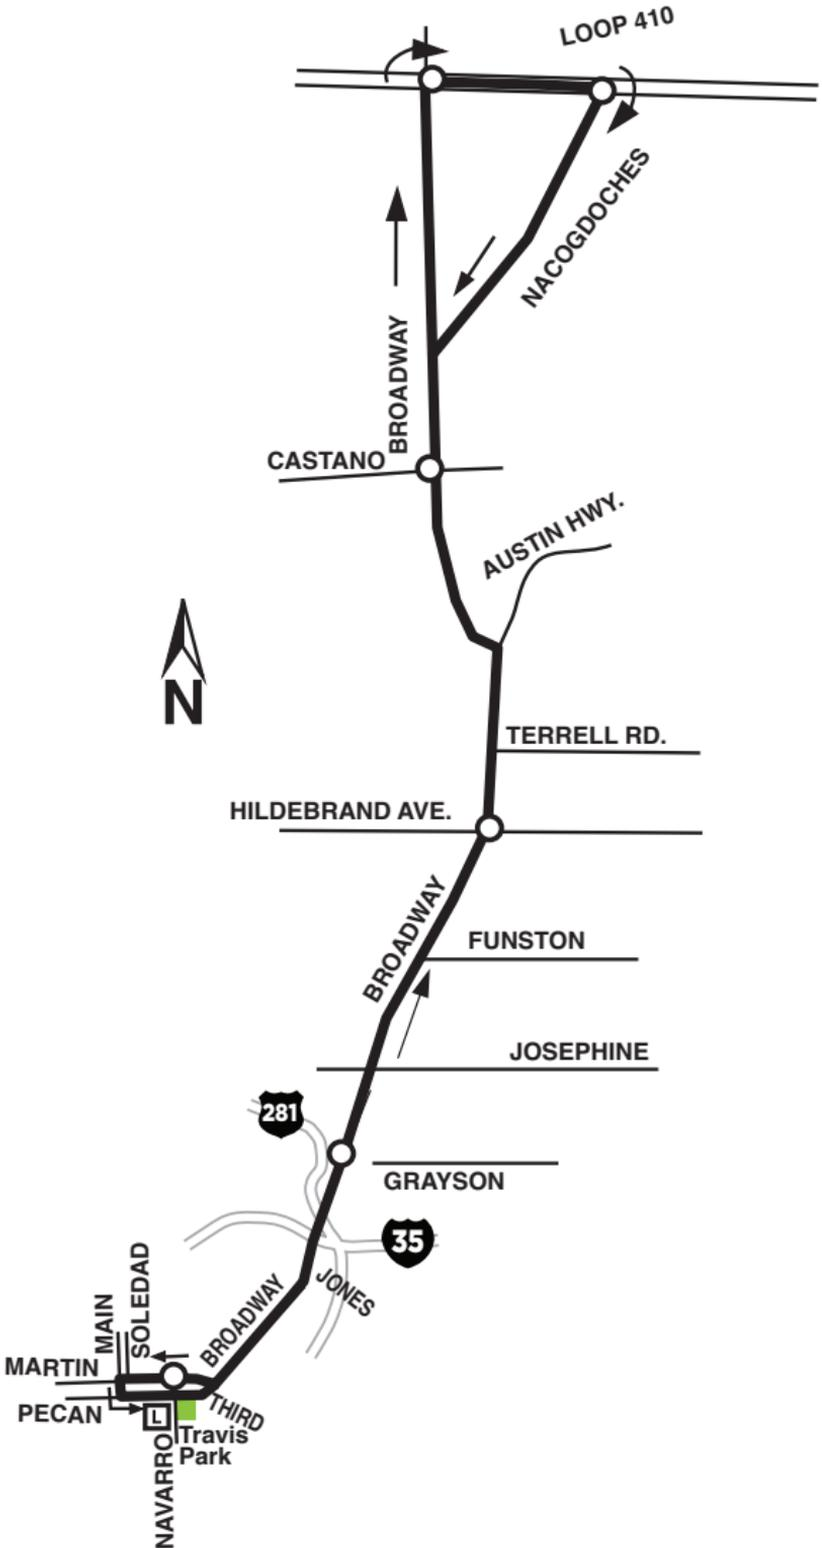 LOOP 410
NACOGDOCHES
BROADWAY
CASTANO
AUSTIN HWY.
N
TERRELL RD.
HILDEBRAND AVE.
BROADWAY
FUNSTON
JOSEPHINE
281
GRAYSON
35
JONES
SOLEDAD
MAIN
BROADWAY
MARTIN
PECAN
L
THIRD
Travis
Park
NAVARRO